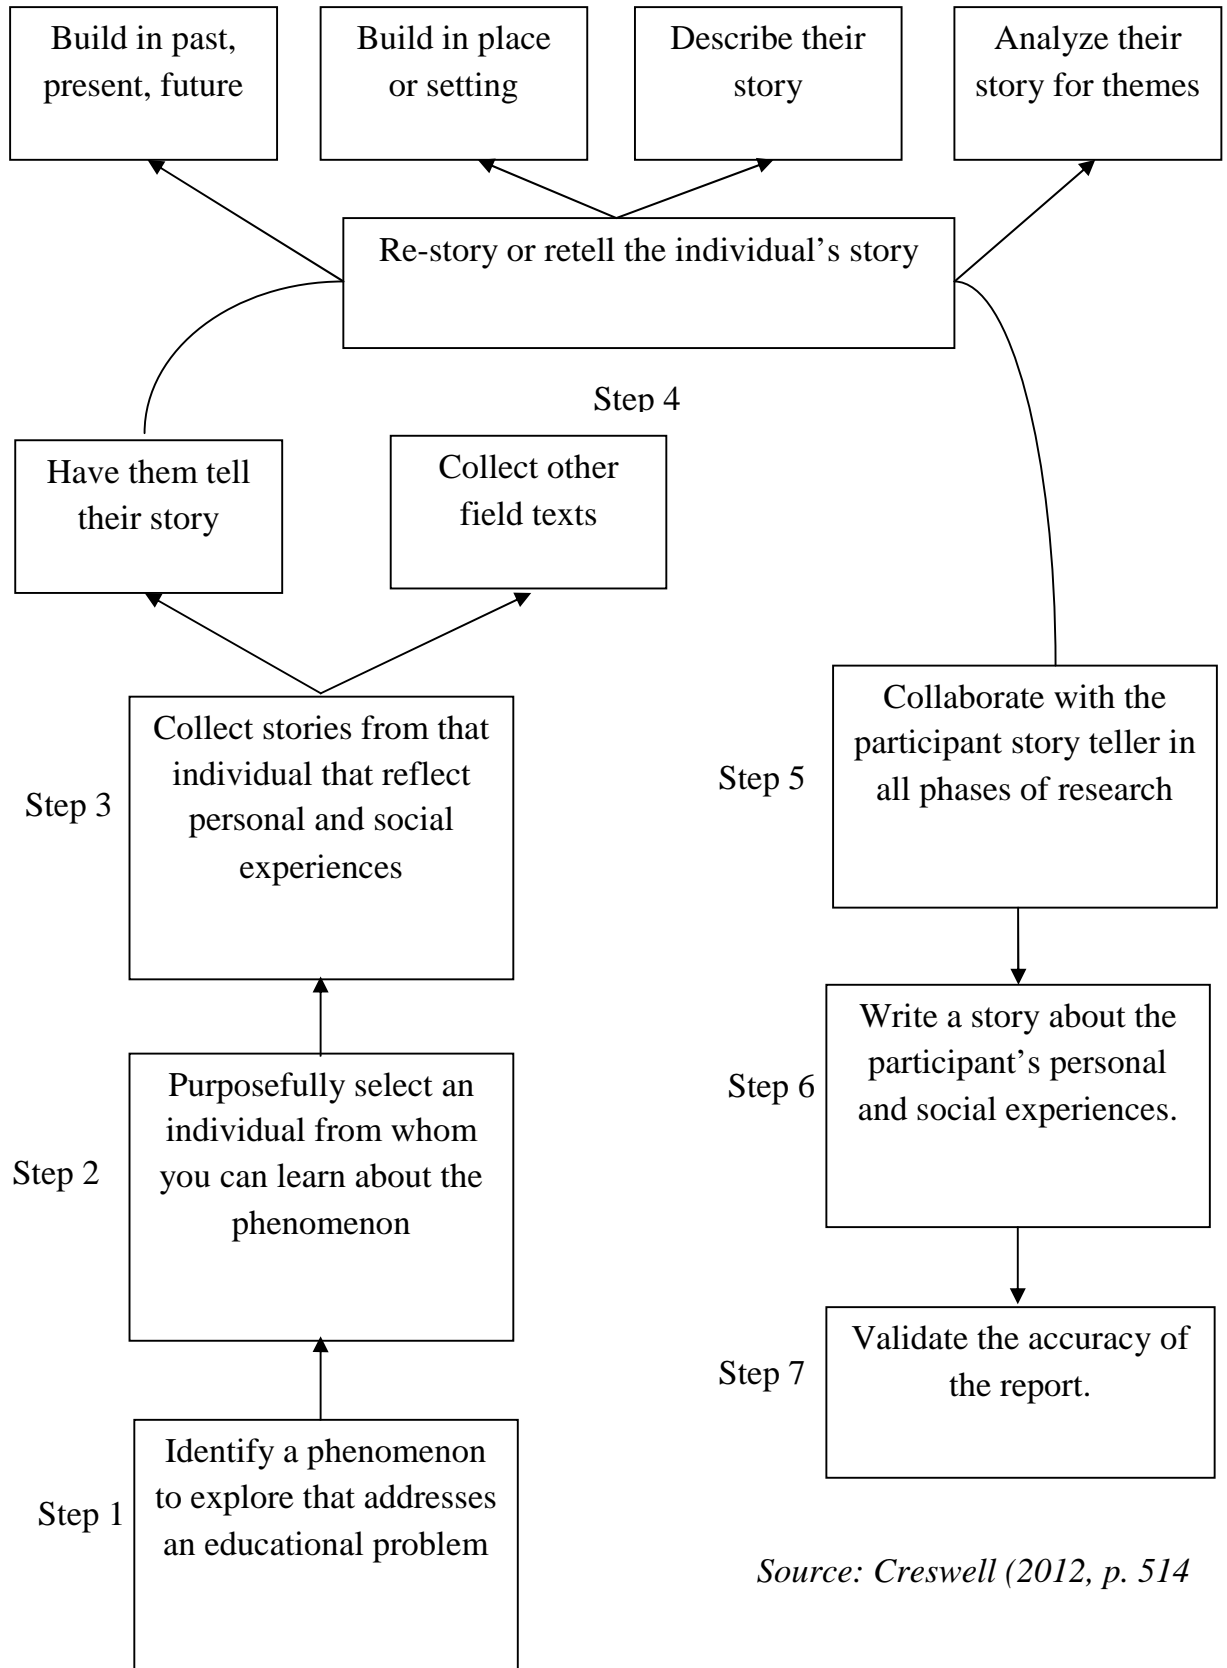 Build in past,
present, future
Build in place
or setting
Describe their
story
Analyze their
story for themes
Re-story or retell the individual’s story
Step 4
Have them tell
their story
Collect other
field texts
Collect stories from that
individual that reflect
personal and social
experiences
Step 3
Collaborate with the
participant story teller in
all phases of research
Step 5
Write a story about the
participant’s personal
and social experiences.
Step 6
Purposefully select an
individual from whom
you can learn about the
phenomenon
Step 2
Validate the accuracy of
the report.
Step 7
Identify a phenomenon
to explore that addresses
an educational problem
Step 1
Source: Creswell (2012, p. 514